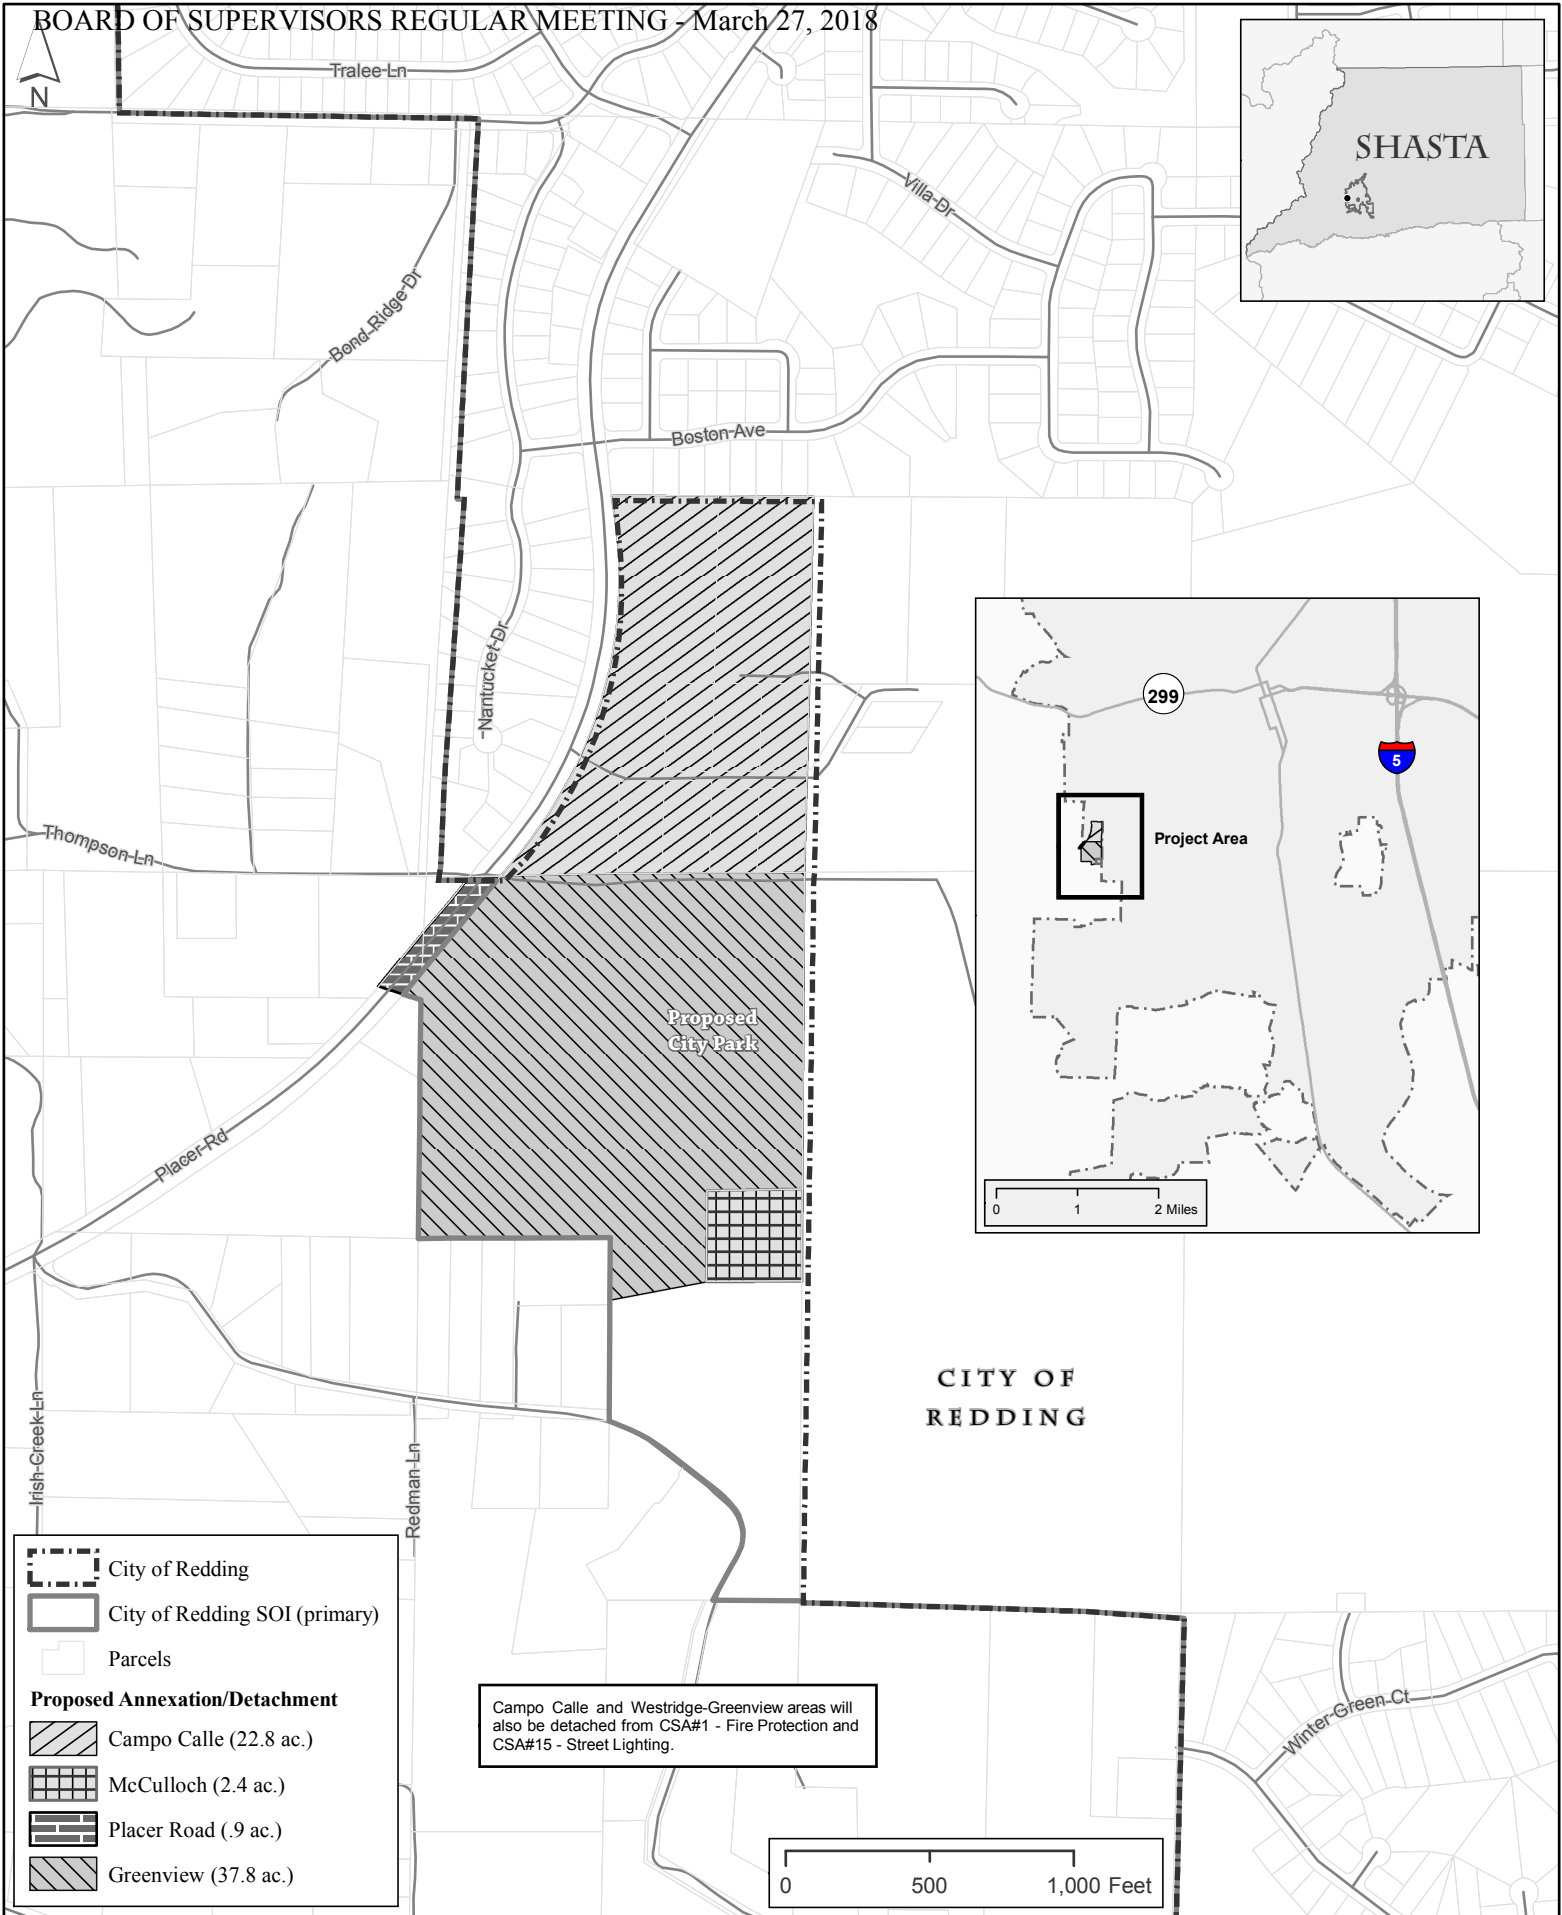 BOARD OF SUPERVISORS REGULAR MEETING - March 27, 2018
N
Tralee Ln
SHASTA
Villa Dr
Bond Ridge Dr
Boston Ave
Nantucket Dr
299
5
Project Area
Thompson Ln
Proposed
City Park
Placer Rd
0 1 2 Miles
CITY OF
REDDING
Irish Creek Ln
Redman Ln
City of Redding
City of Redding SOI (primary)
Parcels
Proposed Annexation/Detachment
Campo Calle (22.8 ac.)
McCulloch (2.4 ac.)
Placer Road (.9 ac.)
Greenview (37.8 ac.)
Campo Calle and Westridge-Greenview areas will
also be detached from CSA#1 - Fire Protection and
CSA#15 - Street Lighting.
Winter Green Ct
0 500 1,000 Feet